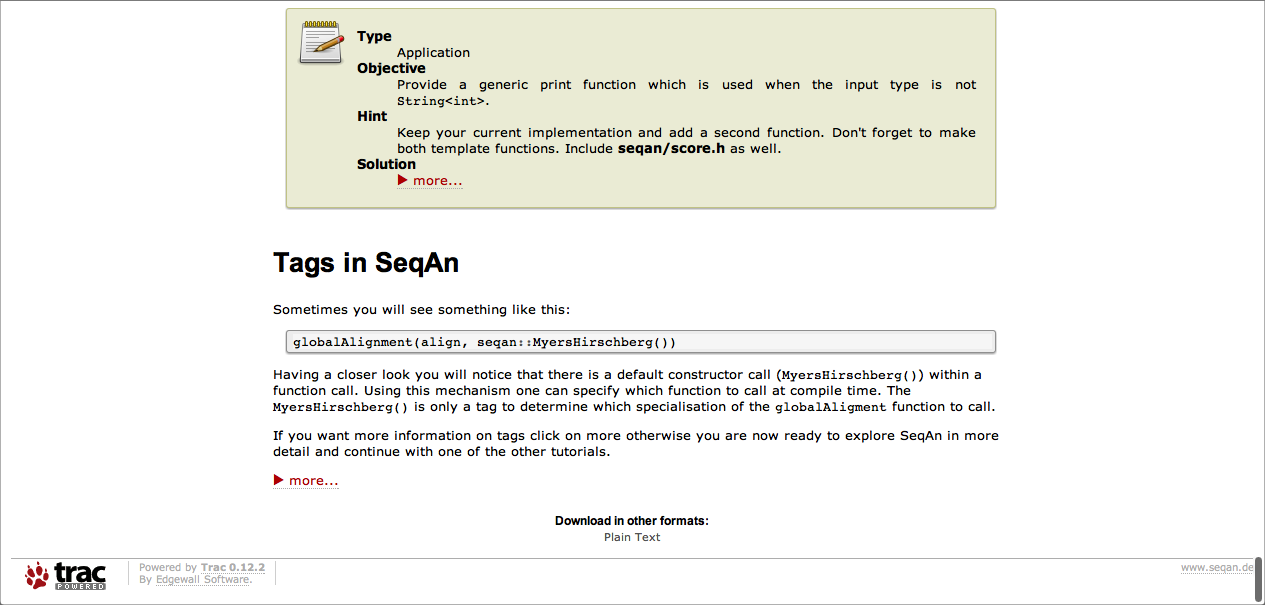 Type
Application
Objective
Provide a generic print function which is used when the input type is not
String<int>.
Hint
Keep your current implementation and add a second function. Don't forget to make
both template functions. Include seqan/score.h as well.
Solution
▶ more...
Tags in SeqAn
Sometimes you will see something like this:
globalAlignment(align, seqan::MyersHirschberg())
Having a closer look you will notice that there is a default constructor call (MyersHirschberg()) within a
function call. Using this mechanism one can specify which function to call at compile time. The
MyersHirschberg() is only a tag to determine which specialisation of the globalAligment function to call.
If you want more information on tags click on more otherwise you are now ready to explore SeqAn in more
detail and continue with one of the other tutorials.
▶ more...
Download in other formats:
Plain Text
trac
POWERED
Powered by Trac 0.12.2
By Edgewall Software.
www.seqan.de